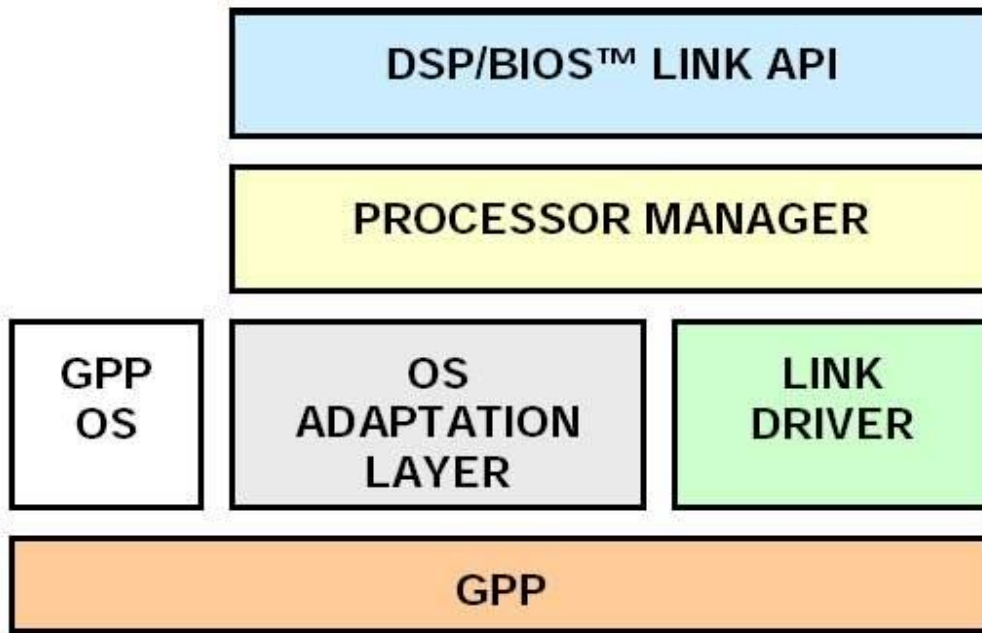 DSP/BIOS™ LINK API
PROCESSOR MANAGER
GPP
OS
OS
ADAPTATION
LAYER
LINK
DRIVER
GPP